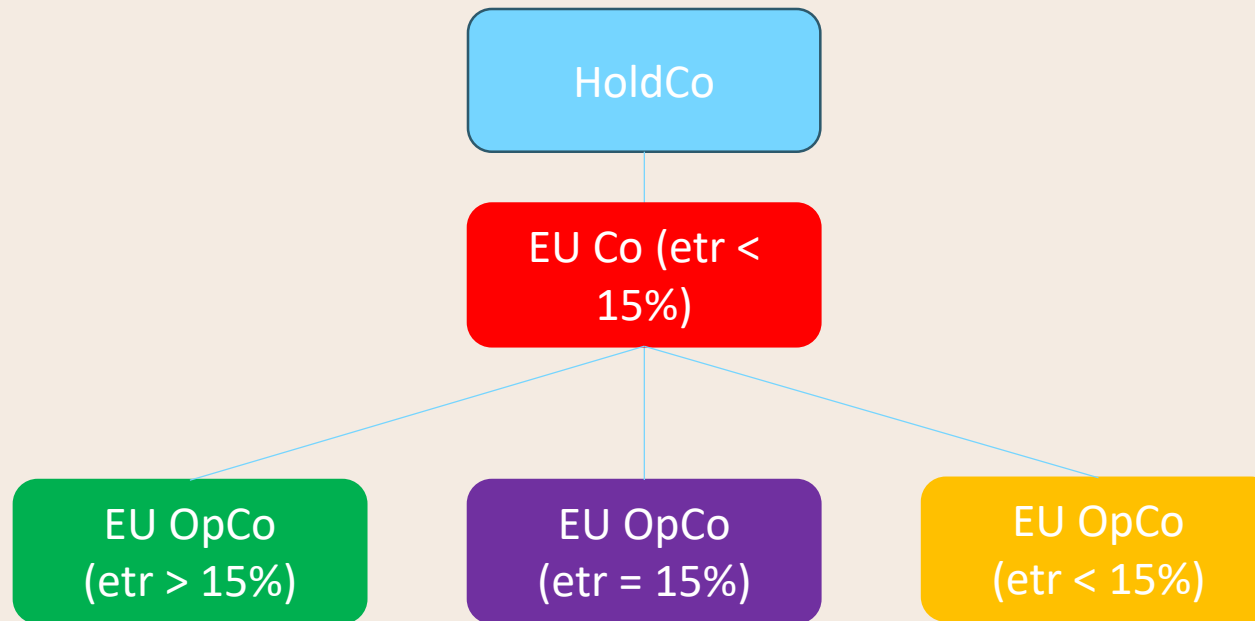 HoldCo
EU Co (etr <
15%)
EU OpCo
(etr > 15%)
EU OpCo
(etr = 15%)
EU OpCo
(etr < 15%)